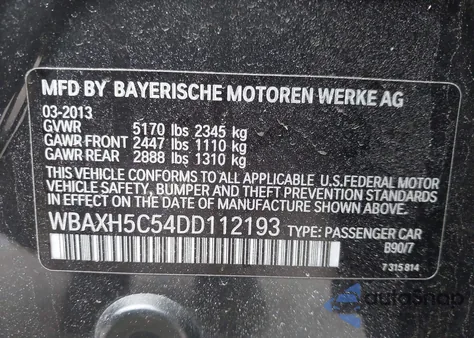 MFD BY BAYERISCHE MOTOREN WERKE AG
03-2013
GVWR 5170 lbs 2345 kg
GAWR FRONT 2447 lbs 1110 kg
GAWR REAR 2888 lbs 1310 kg
THIS VEHICLE CONFORMS TO ALL APPLICABLE U.S.FEDERAL MOTOR
VEHICLE SAFETY, BUMPER AND THEFT PREVENTION STANDARDS
IN EFFECT ON THE DATE OF MANUFACTURE SHOWN ABOVE.
WBAXH5C54DD112193 TYPE: PASSENGER CAR
B90/7
7 315 814
autoSnap